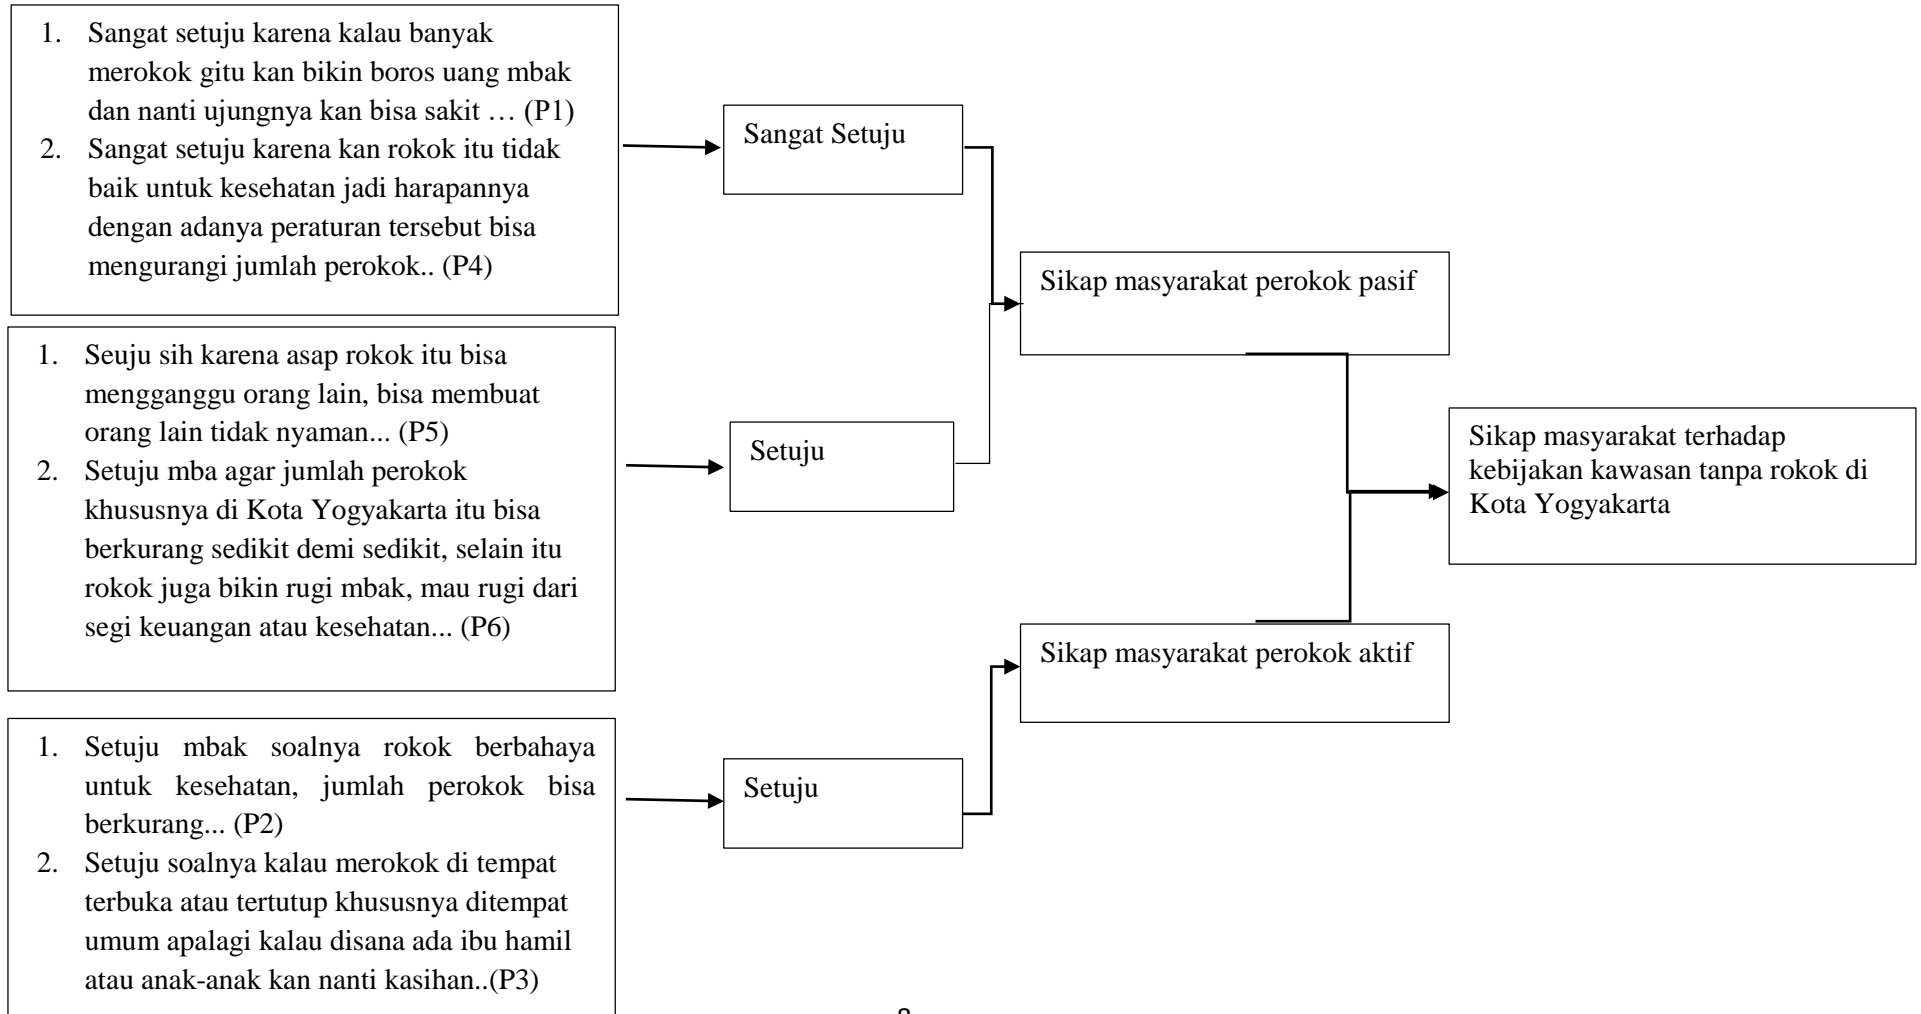 1. Sangat setuju karena kalau banyak
merokok gitu kan bikin boros uang mbak
dan nanti ujungnya kan bisa sakit … (P1)
2. Sangat setuju karena kan rokok itu tidak
baik untuk kesehatan jadi harapannya
dengan adanya peraturan tersebut bisa
mengurangi jumlah perokok.. (P4)
Sangat Setuju
Sikap masyarakat perokok pasif
1. Seuju sih karena asap rokok itu bisa
mengganggu orang lain, bisa membuat
orang lain tidak nyaman... (P5)
2. Setuju mba agar jumlah perokok
khususnya di Kota Yogyakarta itu bisa
berkurang sedikit demi sedikit, selain itu
rokok juga bikin rugi mbak, mau rugi dari
segi keuangan atau kesehatan... (P6)
Setuju
Sikap masyarakat terhadap
kebijakan kawasan tanpa rokok di
Kota Yogyakarta
Sikap masyarakat perokok aktif
1. Setuju mbak soalnya rokok berbahaya
untuk kesehatan, jumlah perokok bisa
berkurang... (P2)
2. Setuju soalnya kalau merokok di tempat
terbuka atau tertutup khususnya ditempat
umum apalagi kalau disana ada ibu hamil
atau anak-anak kan nanti kasihan..(P3)
Setuju